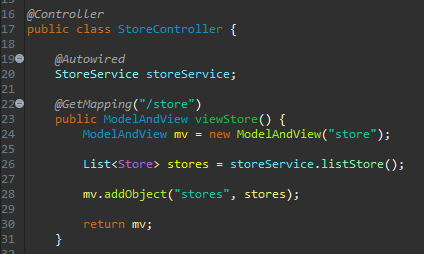 16 @Controller
17 public class StoreController {
18
19 @Autowired
20 StoreService storeService;
21
22 @GetMapping("/store")
23 public ModelAndView viewStore() {
24 ModelAndView mv = new ModelAndView("store");
25
26 List<Store> stores = storeService.listStore();
27
28 mv.addObject("stores", stores);
29
30 return mv;
31 }